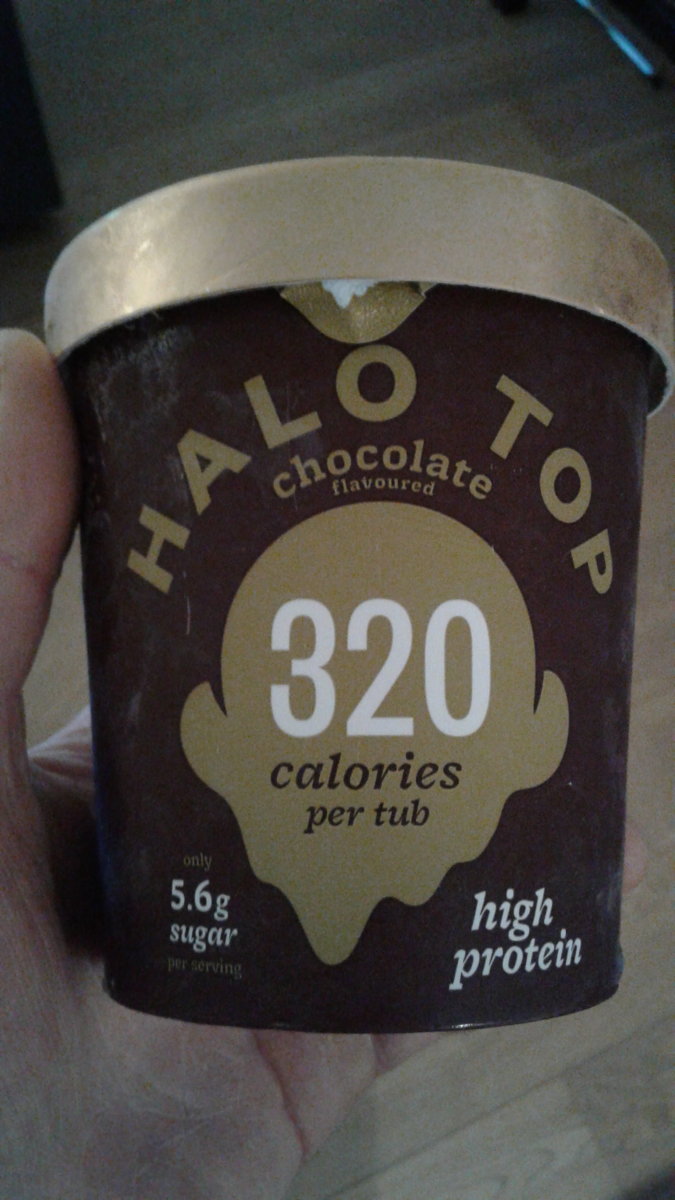 HALO TOP
chocolate
flavoured
320
calories
per tub
only
5.6g
sugar
per serving
high
protein